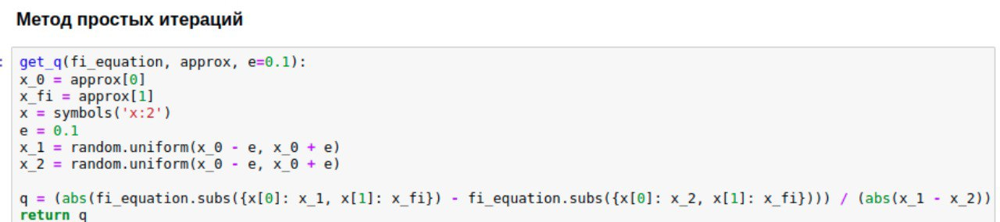 Метод простых итераций
:
get_q(fi_equation, approx, e=0.1):
x_0 = approx[0]
x_fi = approx[1]
x = symbols('x:2')
e = 0.1
x_1 = random.uniform(x_0 - e, x_0 + e)
x_2 = random.uniform(x_0 - e, x_0 + e)
q = (abs(fi_equation.subs({x[0]: x_1, x[1]: x_fi}) - fi_equation.subs({x[0]: x_2, x[1]: x_fi}))) / (abs(x_1 - x_2))
return q